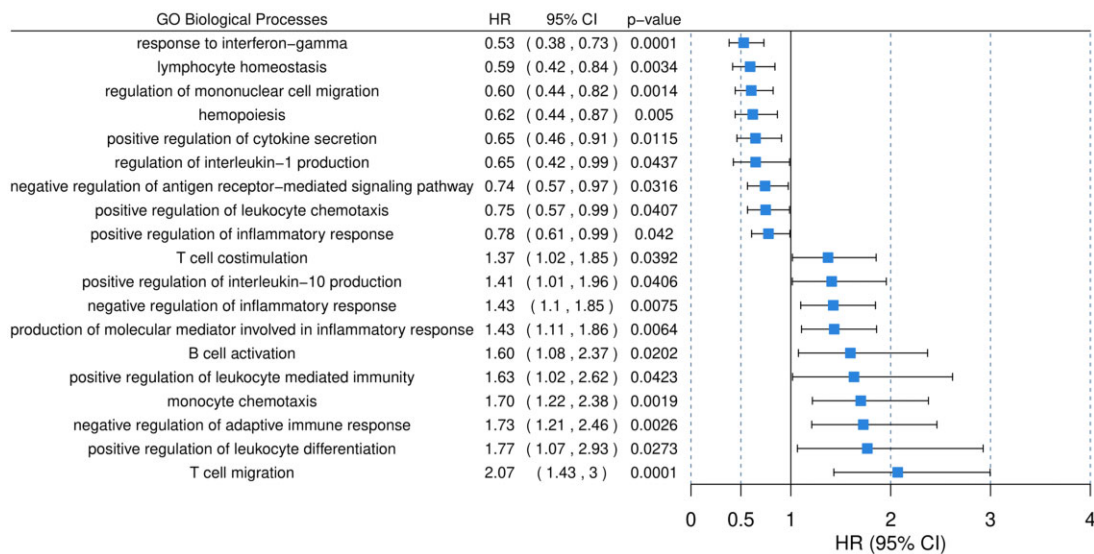 GO Biological Processes HR 95% CI p−value
response to interferon−gamma 0.53 ( 0.38 , 0.73 ) 0.0001
lymphocyte homeostasis 0.59 ( 0.42 , 0.84 ) 0.0034
regulation of mononuclear cell migration 0.60 ( 0.44 , 0.82 ) 0.0014
hemopoiesis 0.62 ( 0.44 , 0.87 ) 0.005
positive regulation of cytokine secretion 0.65 ( 0.46 , 0.91 ) 0.0115
regulation of interleukin−1 production 0.65 ( 0.42 , 0.99 ) 0.0437
negative regulation of antigen receptor−mediated signaling pathway 0.74 ( 0.57 , 0.97 ) 0.0316
positive regulation of leukocyte chemotaxis 0.75 ( 0.57 , 0.99 ) 0.0407
positive regulation of inflammatory response 0.78 ( 0.61 , 0.99 ) 0.042
T cell costimulation 1.37 ( 1.02 , 1.85 ) 0.0392
positive regulation of interleukin−10 production 1.41 ( 1.01 , 1.96 ) 0.0406
negative regulation of inflammatory response 1.43 ( 1.1 , 1.85 ) 0.0075
production of molecular mediator involved in inflammatory response 1.43 ( 1.11 , 1.86 ) 0.0064
B cell activation 1.60 ( 1.08 , 2.37 ) 0.0202
positive regulation of leukocyte mediated immunity 1.63 ( 1.02 , 2.62 ) 0.0423
monocyte chemotaxis 1.70 ( 1.22 , 2.38 ) 0.0019
negative regulation of adaptive immune response 1.73 ( 1.21 , 2.46 ) 0.0026
positive regulation of leukocyte differentiation 1.77 ( 1.07 , 2.93 ) 0.0273
T cell migration 2.07 ( 1.43 , 3 ) 0.0001
0 0.5 1 2 3 4
HR (95% CI)